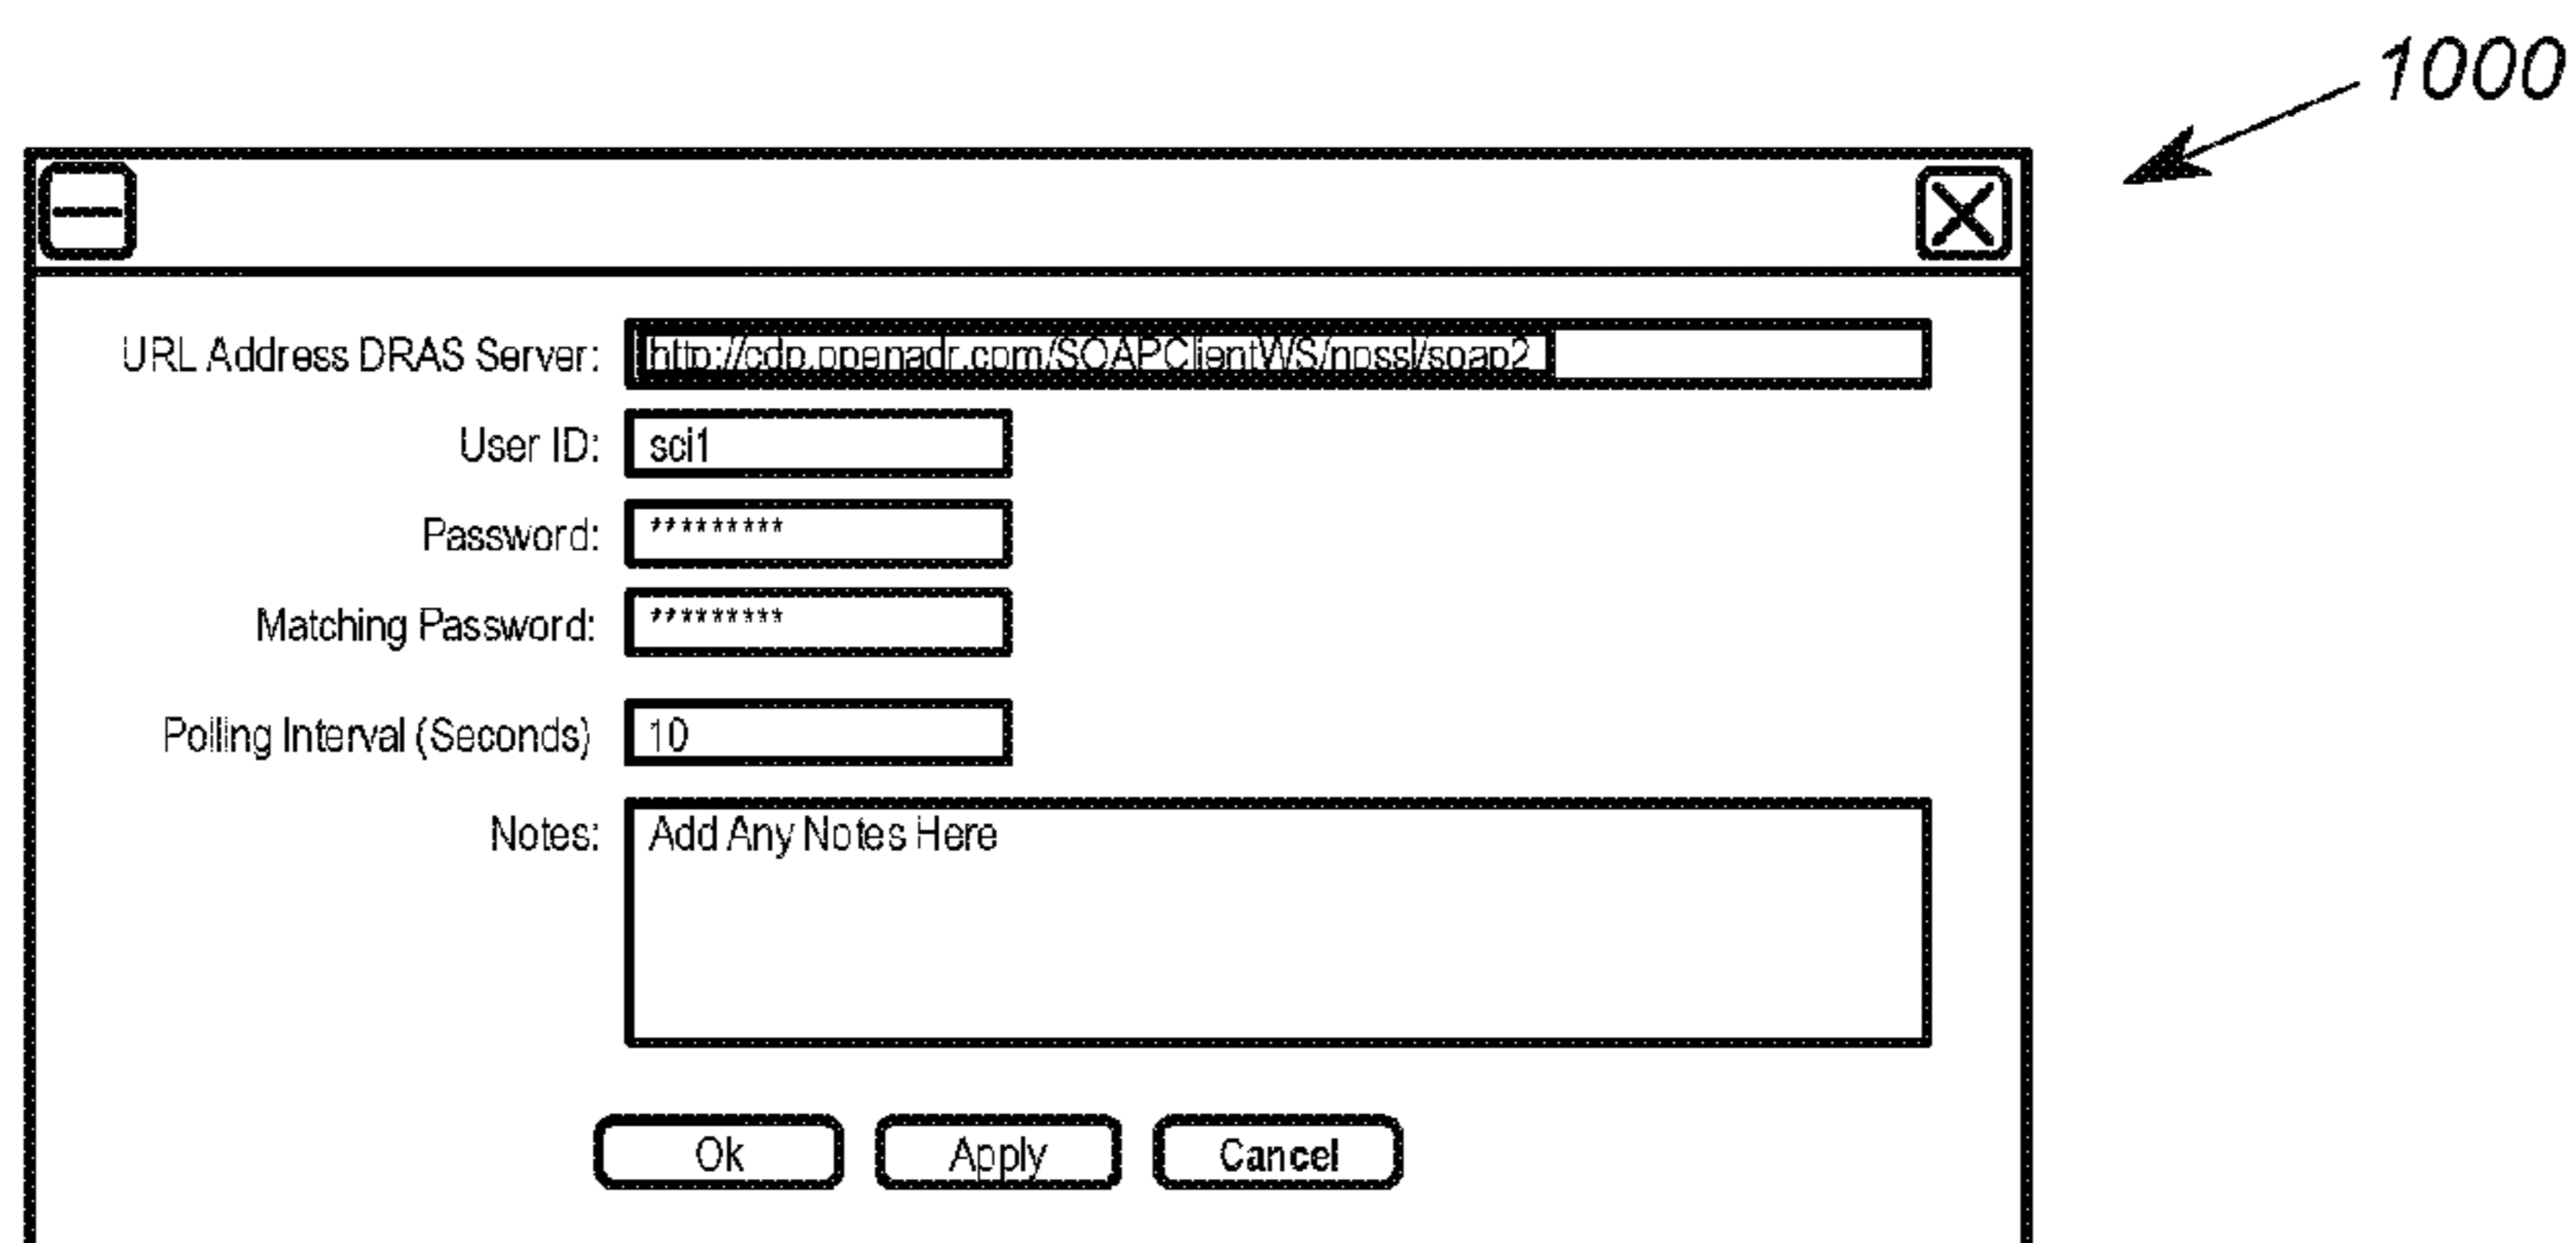 1000
URL Address DRAS Server: http://cdp.openadr.com/SOAPClientWS/nossl/soap2
User ID: sci1
Password: *********
Matching Password: *********
Polling Interval (Seconds) 10
Notes: Add Any Notes Here
Ok Apply Cancel